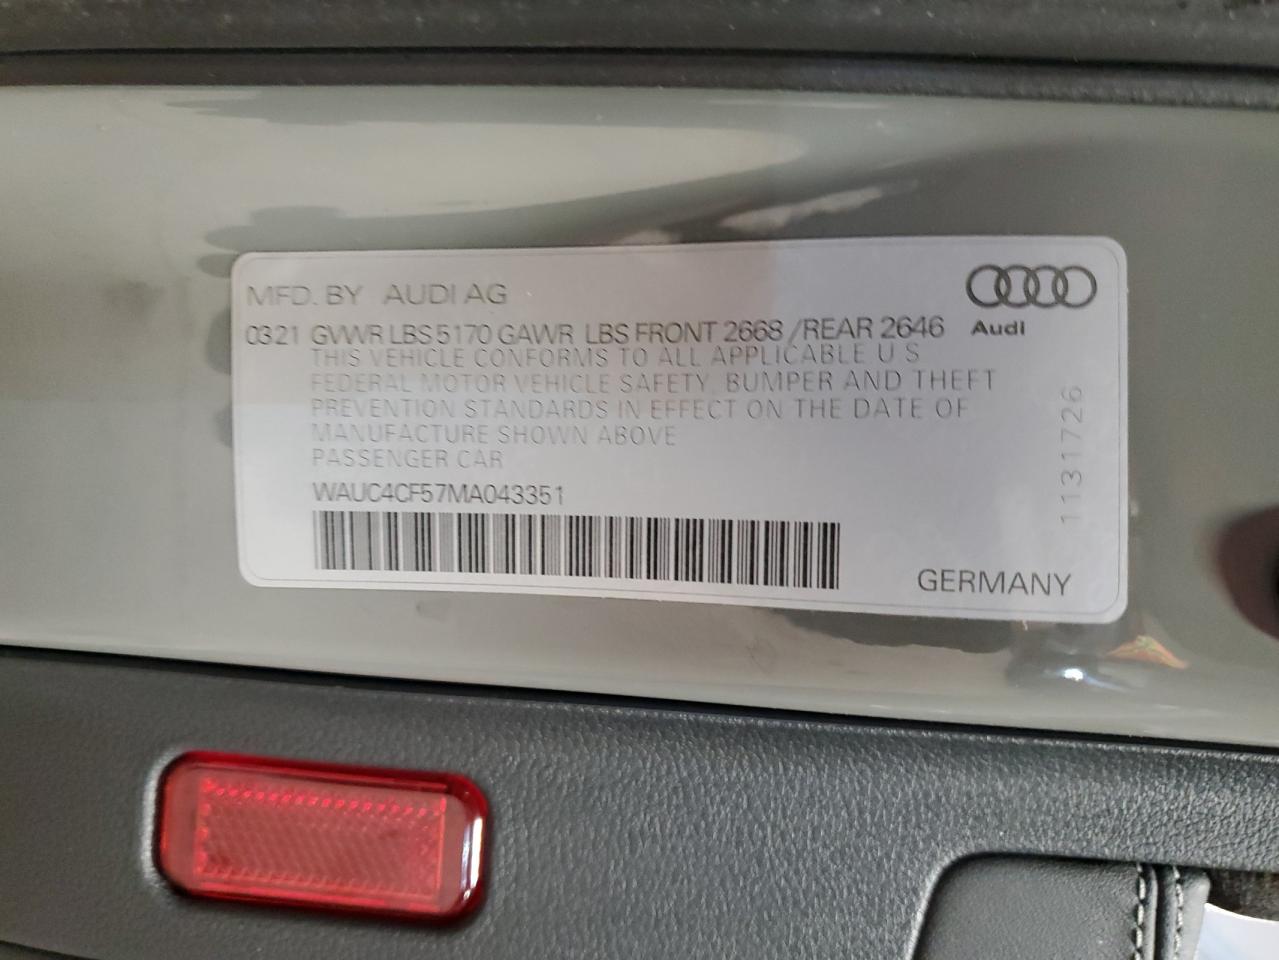 MFD. BY AUDI AG
Audi
0321 GVWR LBS 5170 GAWR LBS FRONT 2668 /REAR 2646
THIS VEHICLE CONFORMS TO ALL APPLICABLE U S
FEDERAL MOTOR VEHICLE SAFETY, BUMPER AND THEFT
PREVENTION STANDARDS IN EFFECT ON THE DATE OF
MANUFACTURE SHOWN ABOVE
PASSENGER CAR
WAUC4CF57MA043351
1131726
GERMANY